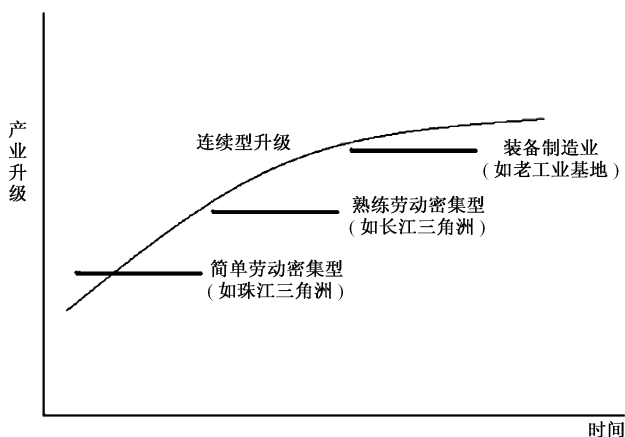 产业升级
连续型升级
装备制造业
(如老工业基地)
熟练劳动密集型
(如长江三角洲)
简单劳动密集型
(如珠江三角洲)
时间